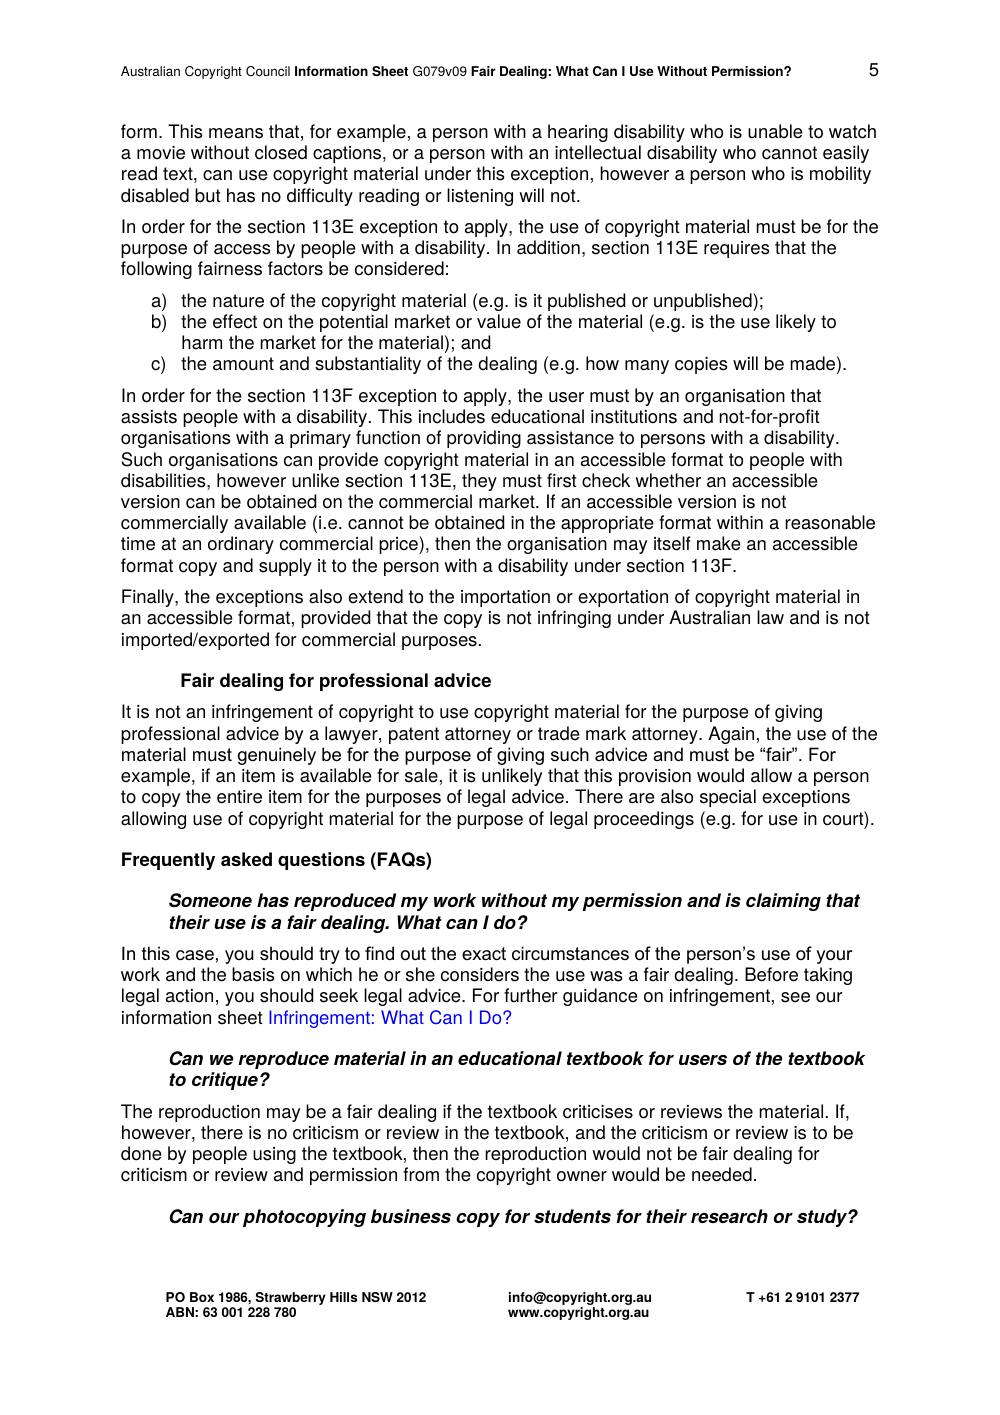 Australian Copyright Council Information Sheet G079v09 Fair Dealing: What Can I Use Without Permission? 5
form. This means that, for example, a person with a hearing disability who is unable to watch
a movie without closed captions, or a person with an intellectual disability who cannot easily
read text, can use copyright material under this exception, however a person who is mobility
disabled but has no difficulty reading or listening will not.
In order for the section 113E exception to apply, the use of copyright material must be for the
purpose of access by people with a disability. In addition, section 113E requires that the
following fairness factors be considered:
a) the nature of the copyright material (e.g. is it published or unpublished);
b) the effect on the potential market or value of the material (e.g. is the use likely to
harm the market for the material); and
c) the amount and substantiality of the dealing (e.g. how many copies will be made).
In order for the section 113F exception to apply, the user must by an organisation that
assists people with a disability. This includes educational institutions and not-for-profit
organisations with a primary function of providing assistance to persons with a disability.
Such organisations can provide copyright material in an accessible format to people with
disabilities, however unlike section 113E, they must first check whether an accessible
version can be obtained on the commercial market. If an accessible version is not
commercially available (i.e. cannot be obtained in the appropriate format within a reasonable
time at an ordinary commercial price), then the organisation may itself make an accessible
format copy and supply it to the person with a disability under section 113F.
Finally, the exceptions also extend to the importation or exportation of copyright material in
an accessible format, provided that the copy is not infringing under Australian law and is not
imported/exported for commercial purposes.
Fair dealing for professional advice
It is not an infringement of copyright to use copyright material for the purpose of giving
professional advice by a lawyer, patent attorney or trade mark attorney. Again, the use of the
material must genuinely be for the purpose of giving such advice and must be “fair”. For
example, if an item is available for sale, it is unlikely that this provision would allow a person
to copy the entire item for the purposes of legal advice. There are also special exceptions
allowing use of copyright material for the purpose of legal proceedings (e.g. for use in court).
Frequently asked questions (FAQs)
Someone has reproduced my work without my permission and is claiming that
their use is a fair dealing. What can I do?
In this case, you should try to find out the exact circumstances of the person’s use of your
work and the basis on which he or she considers the use was a fair dealing. Before taking
legal action, you should seek legal advice. For further guidance on infringement, see our
information sheet Infringement: What Can I Do?
Can we reproduce material in an educational textbook for users of the textbook
to critique?
The reproduction may be a fair dealing if the textbook criticises or reviews the material. If,
however, there is no criticism or review in the textbook, and the criticism or review is to be
done by people using the textbook, then the reproduction would not be fair dealing for
criticism or review and permission from the copyright owner would be needed.
Can our photocopying business copy for students for their research or study?
PO Box 1986, Strawberry Hills NSW 2012 info@copyright.org.au T +61 2 9101 2377
ABN: 63 001 228 780 www.copyright.org.au